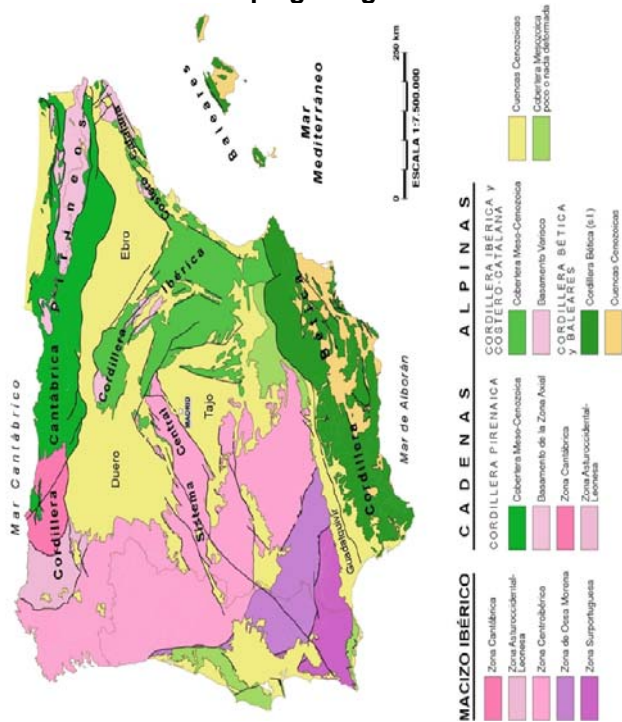 Mar Cantábrico
Cordillera Cantábrica
Pirineos
Ebro
Duero
Cordillera Ibérica
Costero Catalana
Sistema Central
MADRID
Tajo
Baleares
Mar
Mediterráneo
Guadalquivir
Cordillera Bética
Mar de Alborán
0 250 km
ESCALA 1:7.500.000
MACIZO IBÉRICO
Zona Cantábrica
Zona Asturoccidental-
Leonesa
Zona Centroibérica
Zona de Ossa Morena
Zona Surportuguesa
CADENAS ALPINAS
CORDILLERA PIRENAICA
Cobertera Meso-Cenozoica
Basamento de la Zona Axial
Zona Cantábrica
Zona Asturoccidental-
Leonesa
CORDILLERA IBÉRICA Y
COSTERO-CATALANA
Cobertera Meso-Cenozoica
Basamento Varisco
CORDILLERA BÉTICA
y BALEARES
Cordillera Bética (s.l.)
Cuencas Cenozoicas
Cuencas Cenozoicas
Cobertera Mesozoica
poco o nada deformada